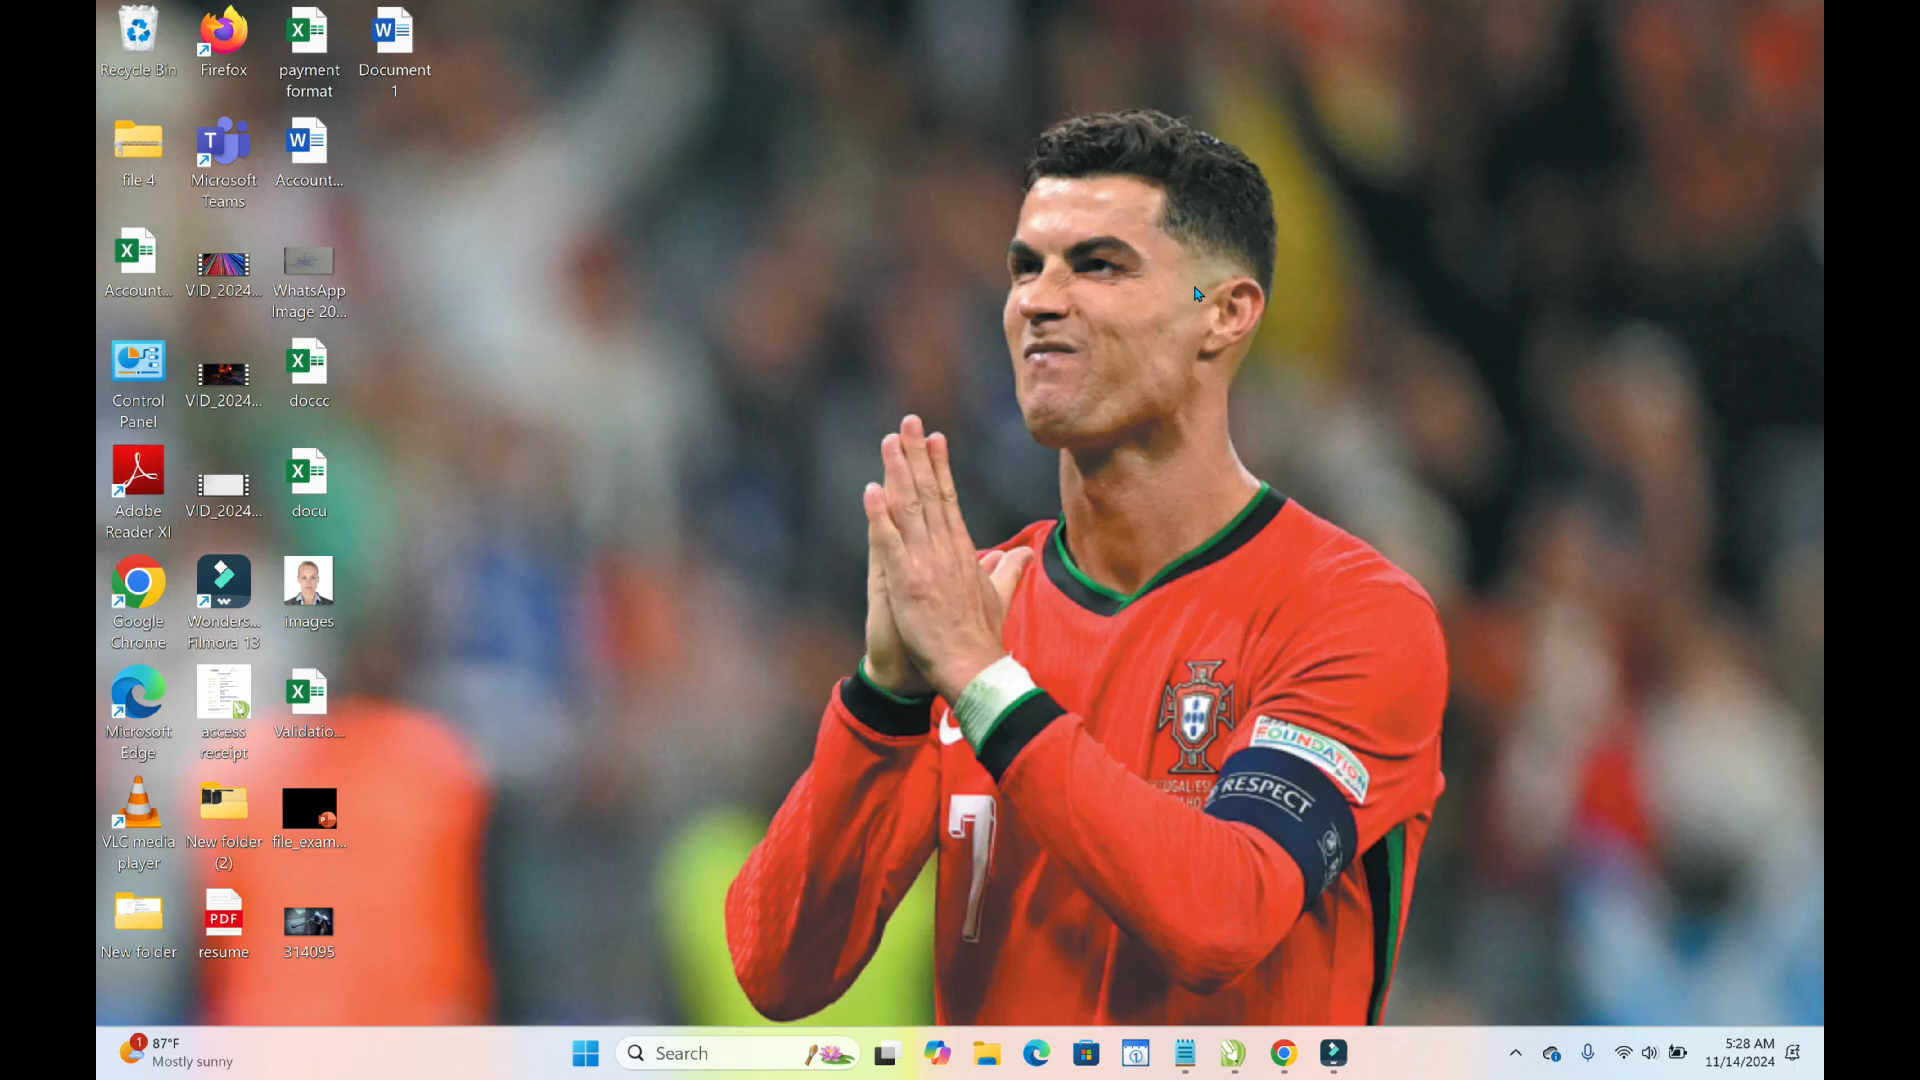 Recycle Bin
Firefox
payment
format
Document
1
file 4
Microsoft
Teams
Account...
Account...
VID_2024...
WhatsApp
Image 20...
Control
Panel
VID_2024...
doccc
Adobe
Reader XI
VID_2024...
docu
Google
Chrome
Wonders...
Filmora 13
images
Microsoft
Edge
access
receipt
Validatio...
VLC media
player
New folder
(2)
file_exam...
New folder
PDF
resume
314095
FOUNDATION
RESPECT
7
1
87°F
Mostly sunny
Search
5:28 AM
11/14/2024